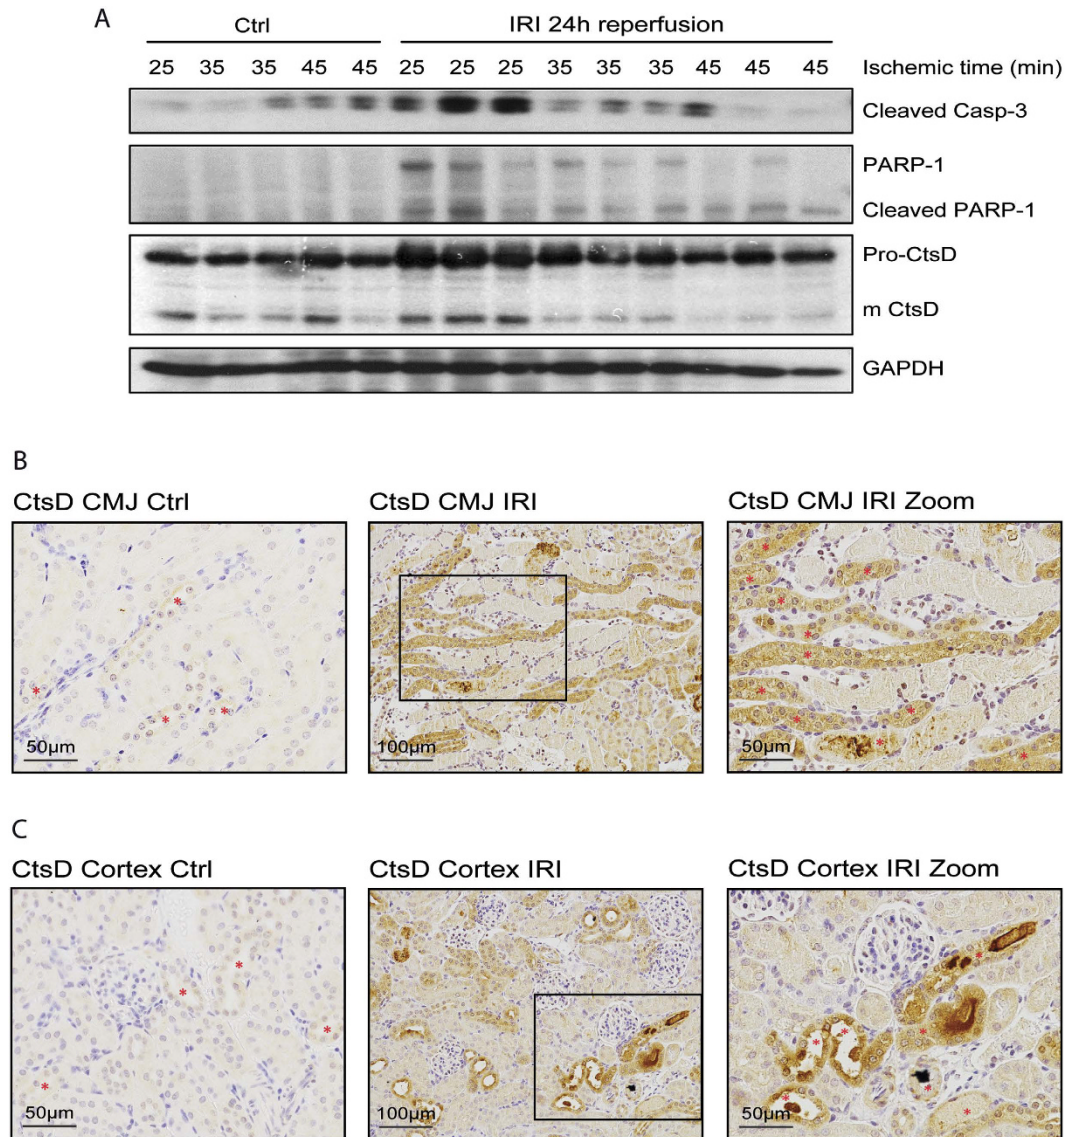 A
Ctrl IRI 24h reperfusion
25 35 35 45 45 25 25 25 35 35 35 45 45 45 Ischemic time (min)
Cleaved Casp-3
PARP-1
Cleaved PARP-1
Pro-CtsD
m CtsD
GAPDH
B
CtsD CMJ Ctrl CtsD CMJ IRI CtsD CMJ IRI Zoom
50µm 100µm 50µm
C
CtsD Cortex Ctrl CtsD Cortex IRI CtsD Cortex IRI Zoom
50µm 100µm 50µm